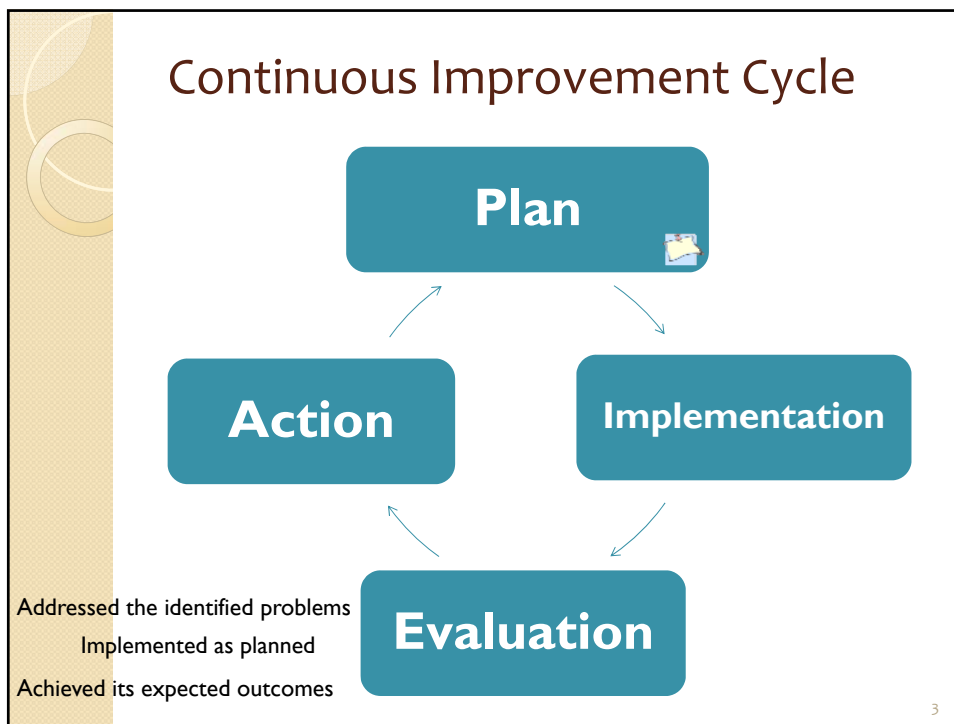 Continuous Improvement Cycle
Plan
Action
Implementation
Addressed the identified problems
Implemented as planned
Achieved its expected outcomes
Evaluation
3